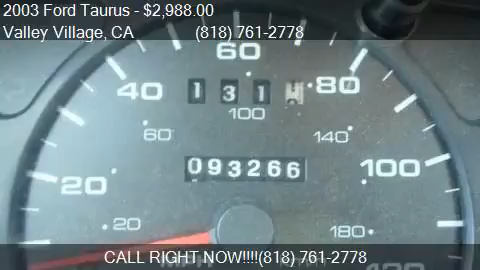 2003 Ford Taurus - $2,988.00
Valley Village, CA (818) 761-2778
60
40 1 3 1 80
100
60 140
093266 100
20
20 180
MPH
CALL RIGHT NOW!!!!(818) 761-2778